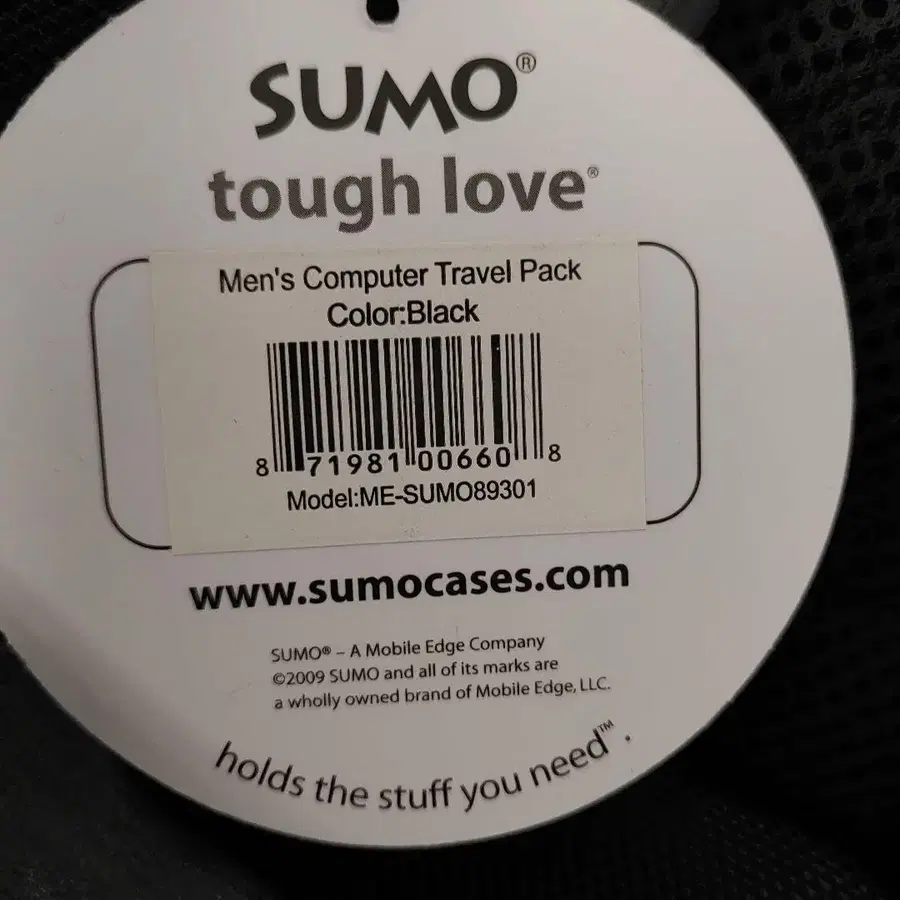 SUMO®
tough love®
Men's Computer Travel Pack
Color:Black
8 71981 00660 8
Model:ME-SUMO89301
www.sumocases.com
SUMO® – A Mobile Edge Company
©2009 SUMO and all of its marks are
a wholly owned brand of Mobile Edge, LLC.
holds the stuff you need™.